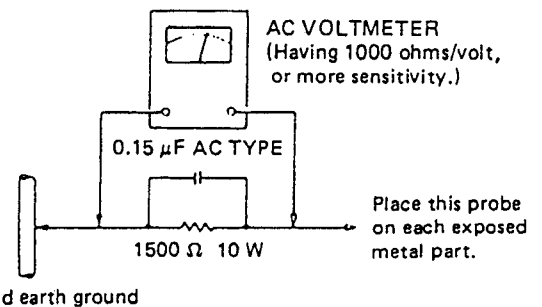 AC VOLTMETER
(Having 1000 ohms/volt,
or more sensitivity.)
0.15 µF AC TYPE
1500 Ω 10 W
Place this probe
on each exposed
metal part.
d earth ground